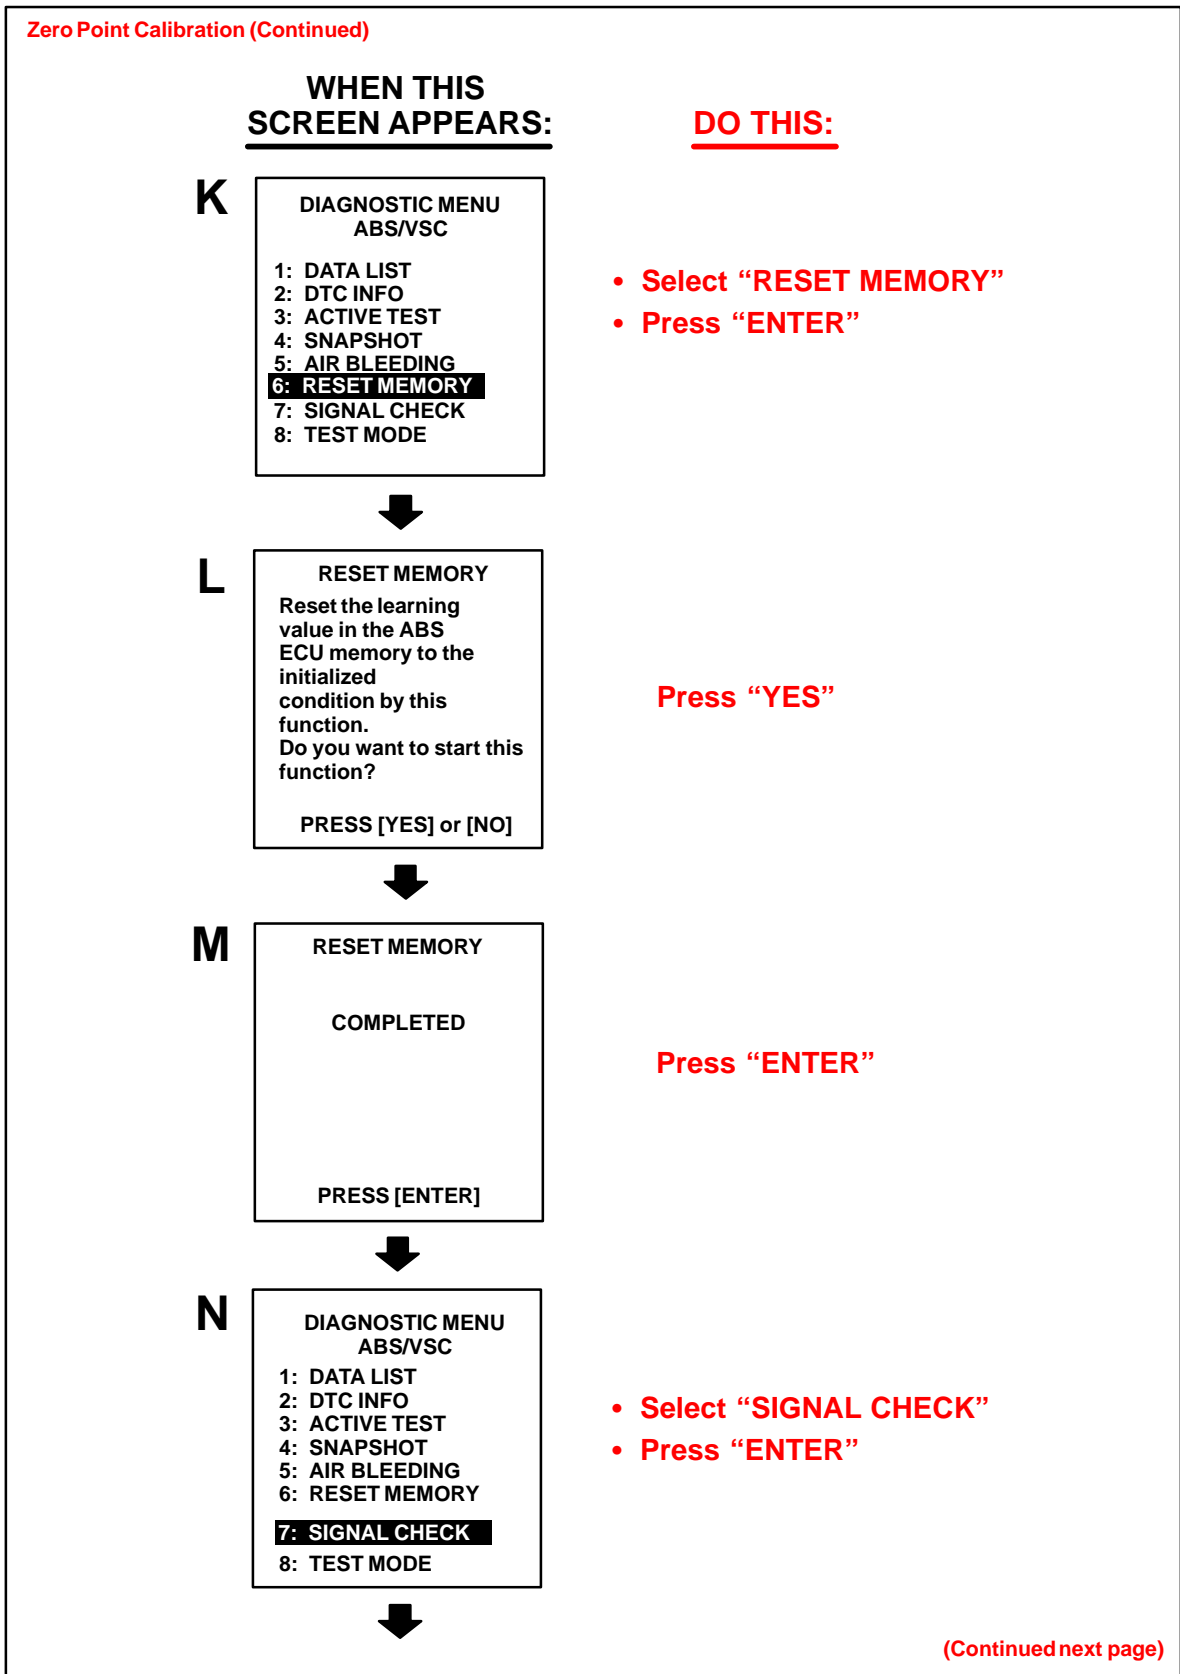 Zero Point Calibration (Continued)
WHEN THIS
SCREEN APPEARS:
DO THIS:
K
DIAGNOSTIC MENU
ABS/VSC
1: DATA LIST
2: DTC INFO
3: ACTIVE TEST
4: SNAPSHOT
5: AIR BLEEDING
6: RESET MEMORY
7: SIGNAL CHECK
8: TEST MODE
• Select “RESET MEMORY”
• Press “ENTER”
L
RESET MEMORY
Reset the learning
value in the ABS
ECU memory to the
initialized
condition by this
function.
Do you want to start this
function?
PRESS [YES] or [NO]
Press “YES”
M
RESET MEMORY
COMPLETED
PRESS [ENTER]
Press “ENTER”
N
DIAGNOSTIC MENU
ABS/VSC
1: DATA LIST
2: DTC INFO
3: ACTIVE TEST
4: SNAPSHOT
5: AIR BLEEDING
6: RESET MEMORY
7: SIGNAL CHECK
8: TEST MODE
• Select “SIGNAL CHECK”
• Press “ENTER”
(Continued next page)